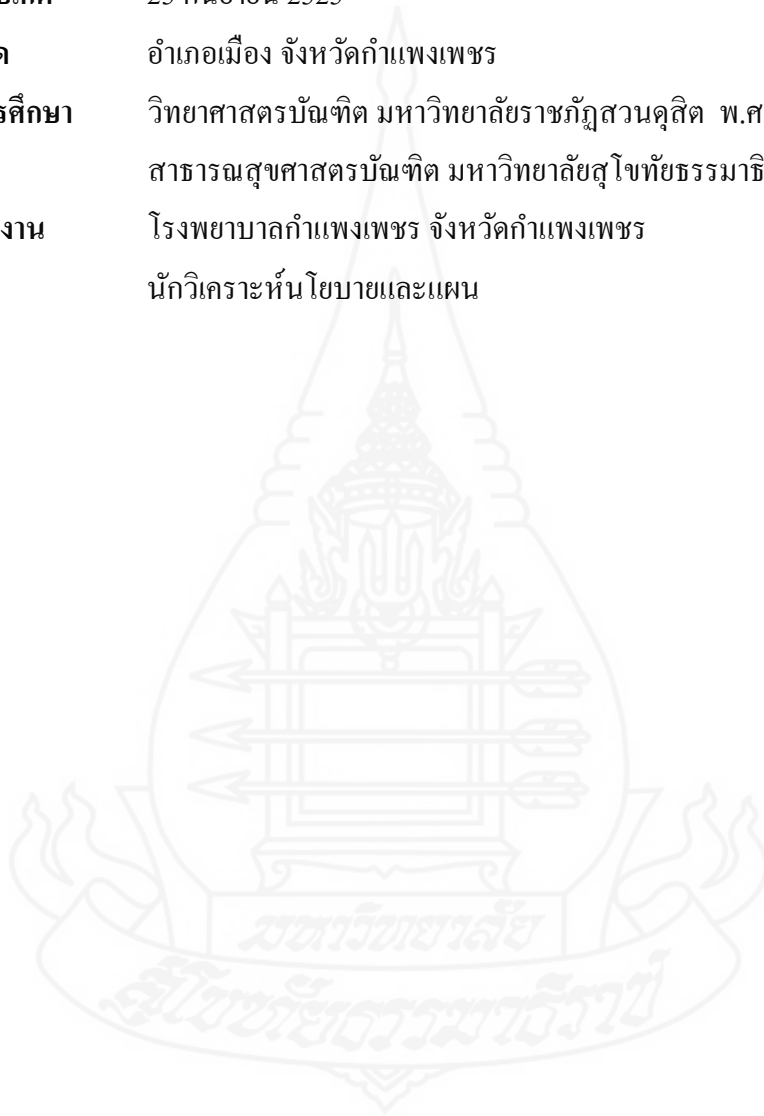 อำเภอเมือง จังหวัดกำแพงเพชร
วิทยาศาสตรบัณฑิต มหาวิทยาลัยราชภัฏสวนดุสิต พ.ศ
สาธารณสุขศาสตรบัณฑิต มหาวิทยาลัยสุโขทัยธรรมาธิ
งาน โรงพยาบาลกำแพงเพชร จังหวัดกำแพงเพชร
นักวิเคราะห์นโยบายและแผน
มหาวิทยาลัย
สุโขทัยธรรมาธิราช